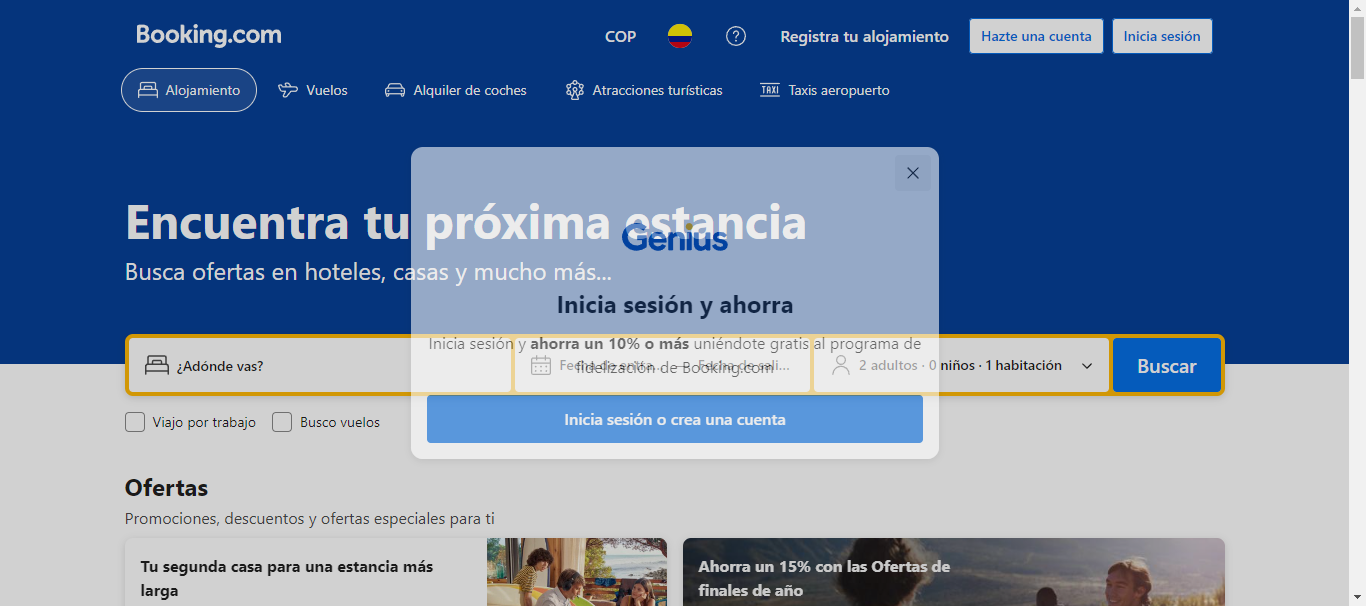 Booking.com
COP
Registra tu alojamiento
Hazte una cuenta
Inicia sesión
Alojamiento
Vuelos
Alquiler de coches
Atracciones turísticas
TAXI
Taxis aeropuerto
Encuentra tu próxima estancia
Busca ofertas en hoteles, casas y mucho más...
Genius
Inicia sesión y ahorra
Inicia sesión y ahorra un 10% o más uniéndote gratis al programa de
fidelización de Booking.com
Inicia sesión o crea una cuenta
¿Adónde vas?
Fecha de entra...
Fecha de sali...
2 adultos · 0 niños · 1 habitación
Buscar
Viajo por trabajo
Busco vuelos
Ofertas
Promociones, descuentos y ofertas especiales para ti
Tu segunda casa para una estancia más
larga
Ahorra un 15% con las Ofertas de
finales de año